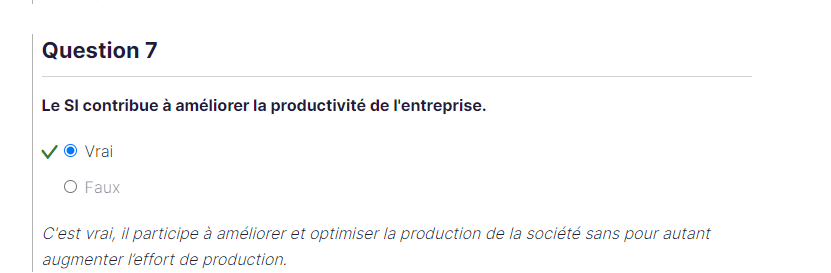 Question 7
Le SI contribue à améliorer la productivité de l'entreprise.
Vrai
Faux
C'est vrai, il participe à améliorer et optimiser la production de la société sans pour autant
augmenter l’effort de production.